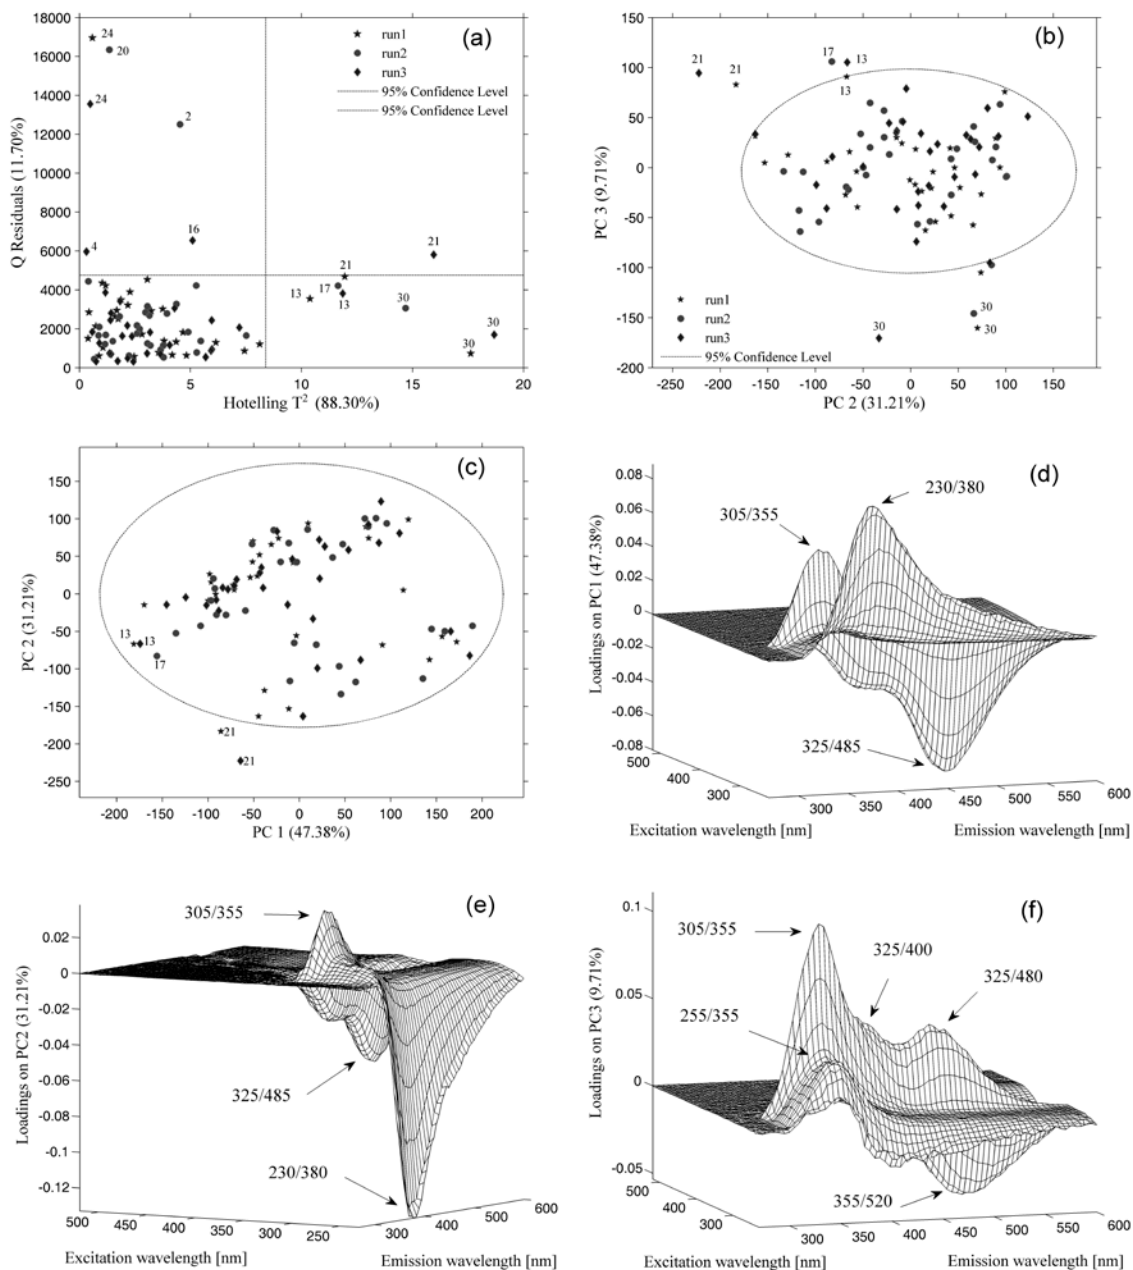 (a)
18000
16000
14000
12000
10000
8000
6000
4000
2000
0
Q Residuals (11.70%)
24
20
24
2
16
4
21
21
17
13
13
30
30
30
run1
run2
run3
95% Confidence Level
95% Confidence Level
0 5 10 15 20
Hotelling T² (88.30%)
(b)
150
100
50
0
-50
-100
-150
-200
PC 3 (9.71%)
21
21
17
13
13
30
30
30
run1
run2
run3
95% Confidence Level
-250 -200 -150 -100 -50 0 50 100 150
PC 2 (31.21%)
(c)
150
100
50
0
-50
-100
-150
-200
-250
PC 2 (31.21%)
13
13
17
21
21
-200 -150 -100 -50 0 50 100 150 200
PC 1 (47.38%)
(d)
0.08
0.06
0.04
0.02
0
-0.02
-0.04
-0.06
-0.08
Loadings on PC1 (47.38%)
230/380
305/355
325/485
500
400
300
300 350 400 450 500 550 600
Excitation wavelength [nm]
Emission wavelength [nm]
(e)
0.02
0
-0.02
-0.04
-0.06
-0.08
-0.1
-0.12
Loadings on PC2 (31.21%)
305/355
325/485
230/380
500 450 400 350 300 250
300
400
500
600
Excitation wavelength [nm]
Emission wavelength [nm]
(f)
0.1
0.05
0
-0.05
Loadings on PC3 (9.71%)
305/355
325/400
325/480
255/355
355/520
500
400
300
300 350 400 450 500 550 600
Excitation wavelength [nm]
Emission wavelength [nm]